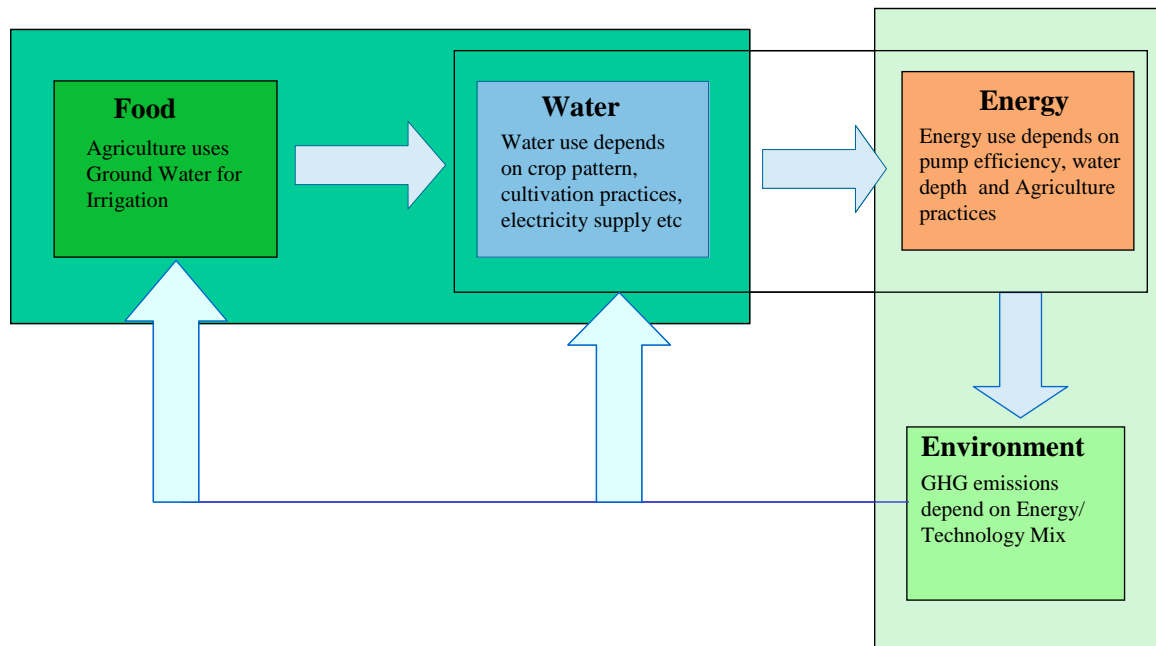 Food
Agriculture uses
Ground Water for
Irrigation
Water
Water use depends
on crop pattern,
cultivation practices,
electricity supply etc
Energy
Energy use depends on
pump efficiency, water
depth and Agriculture
practices
Environment
GHG emissions
depend on Energy/
Technology Mix